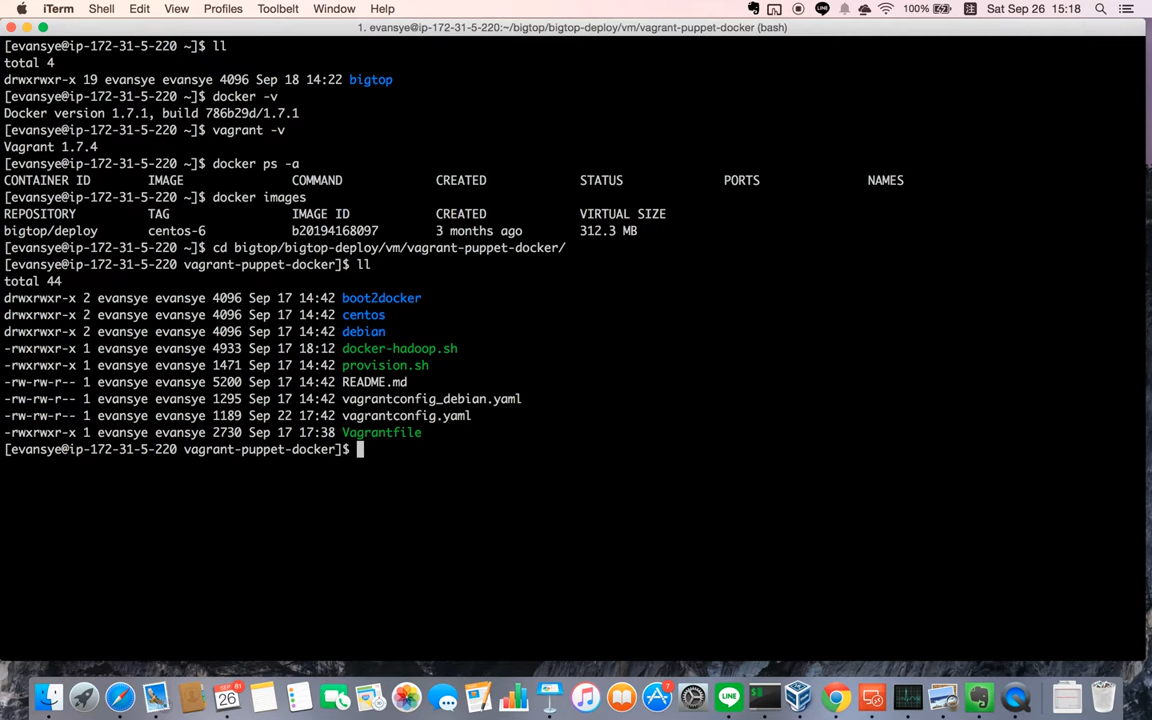 iTerm Shell Edit View Profiles Toolbelt Window Help 100% 注 Sat Sep 26 15:18
1. evansye@ip-172-31-5-220:~/bigtop/bigtop-deploy/vm/vagrant-puppet-docker (bash)
[evansye@ip-172-31-5-220 ~]$ ll
total 4
drwxrwxr-x 19 evansye evansye 4096 Sep 18 14:22 bigtop
[evansye@ip-172-31-5-220 ~]$ docker -v
Docker version 1.7.1, build 786b29d/1.7.1
[evansye@ip-172-31-5-220 ~]$ vagrant -v
Vagrant 1.7.4
[evansye@ip-172-31-5-220 ~]$ docker ps -a
CONTAINER ID IMAGE COMMAND CREATED STATUS PORTS NAMES
[evansye@ip-172-31-5-220 ~]$ docker images
REPOSITORY TAG IMAGE ID CREATED VIRTUAL SIZE
bigtop/deploy centos-6 b20194168097 3 months ago 312.3 MB
[evansye@ip-172-31-5-220 ~]$ cd bigtop/bigtop-deploy/vm/vagrant-puppet-docker/
[evansye@ip-172-31-5-220 vagrant-puppet-docker]$ ll
total 44
drwxrwxr-x 2 evansye evansye 4096 Sep 17 14:42 boot2docker
drwxrwxr-x 2 evansye evansye 4096 Sep 17 14:42 centos
drwxrwxr-x 2 evansye evansye 4096 Sep 17 14:42 debian
-rwxrwxr-x 1 evansye evansye 4933 Sep 17 18:12 docker-hadoop.sh
-rwxrwxr-x 1 evansye evansye 1471 Sep 17 14:42 provision.sh
-rw-rw-r-- 1 evansye evansye 5200 Sep 17 14:42 README.md
-rw-rw-r-- 1 evansye evansye 1295 Sep 17 14:42 vagrantconfig_debian.yaml
-rw-rw-r-- 1 evansye evansye 1189 Sep 22 17:42 vagrantconfig.yaml
-rwxrwxr-x 1 evansye evansye 2730 Sep 17 17:38 Vagrantfile
[evansye@ip-172-31-5-220 vagrant-puppet-docker]$